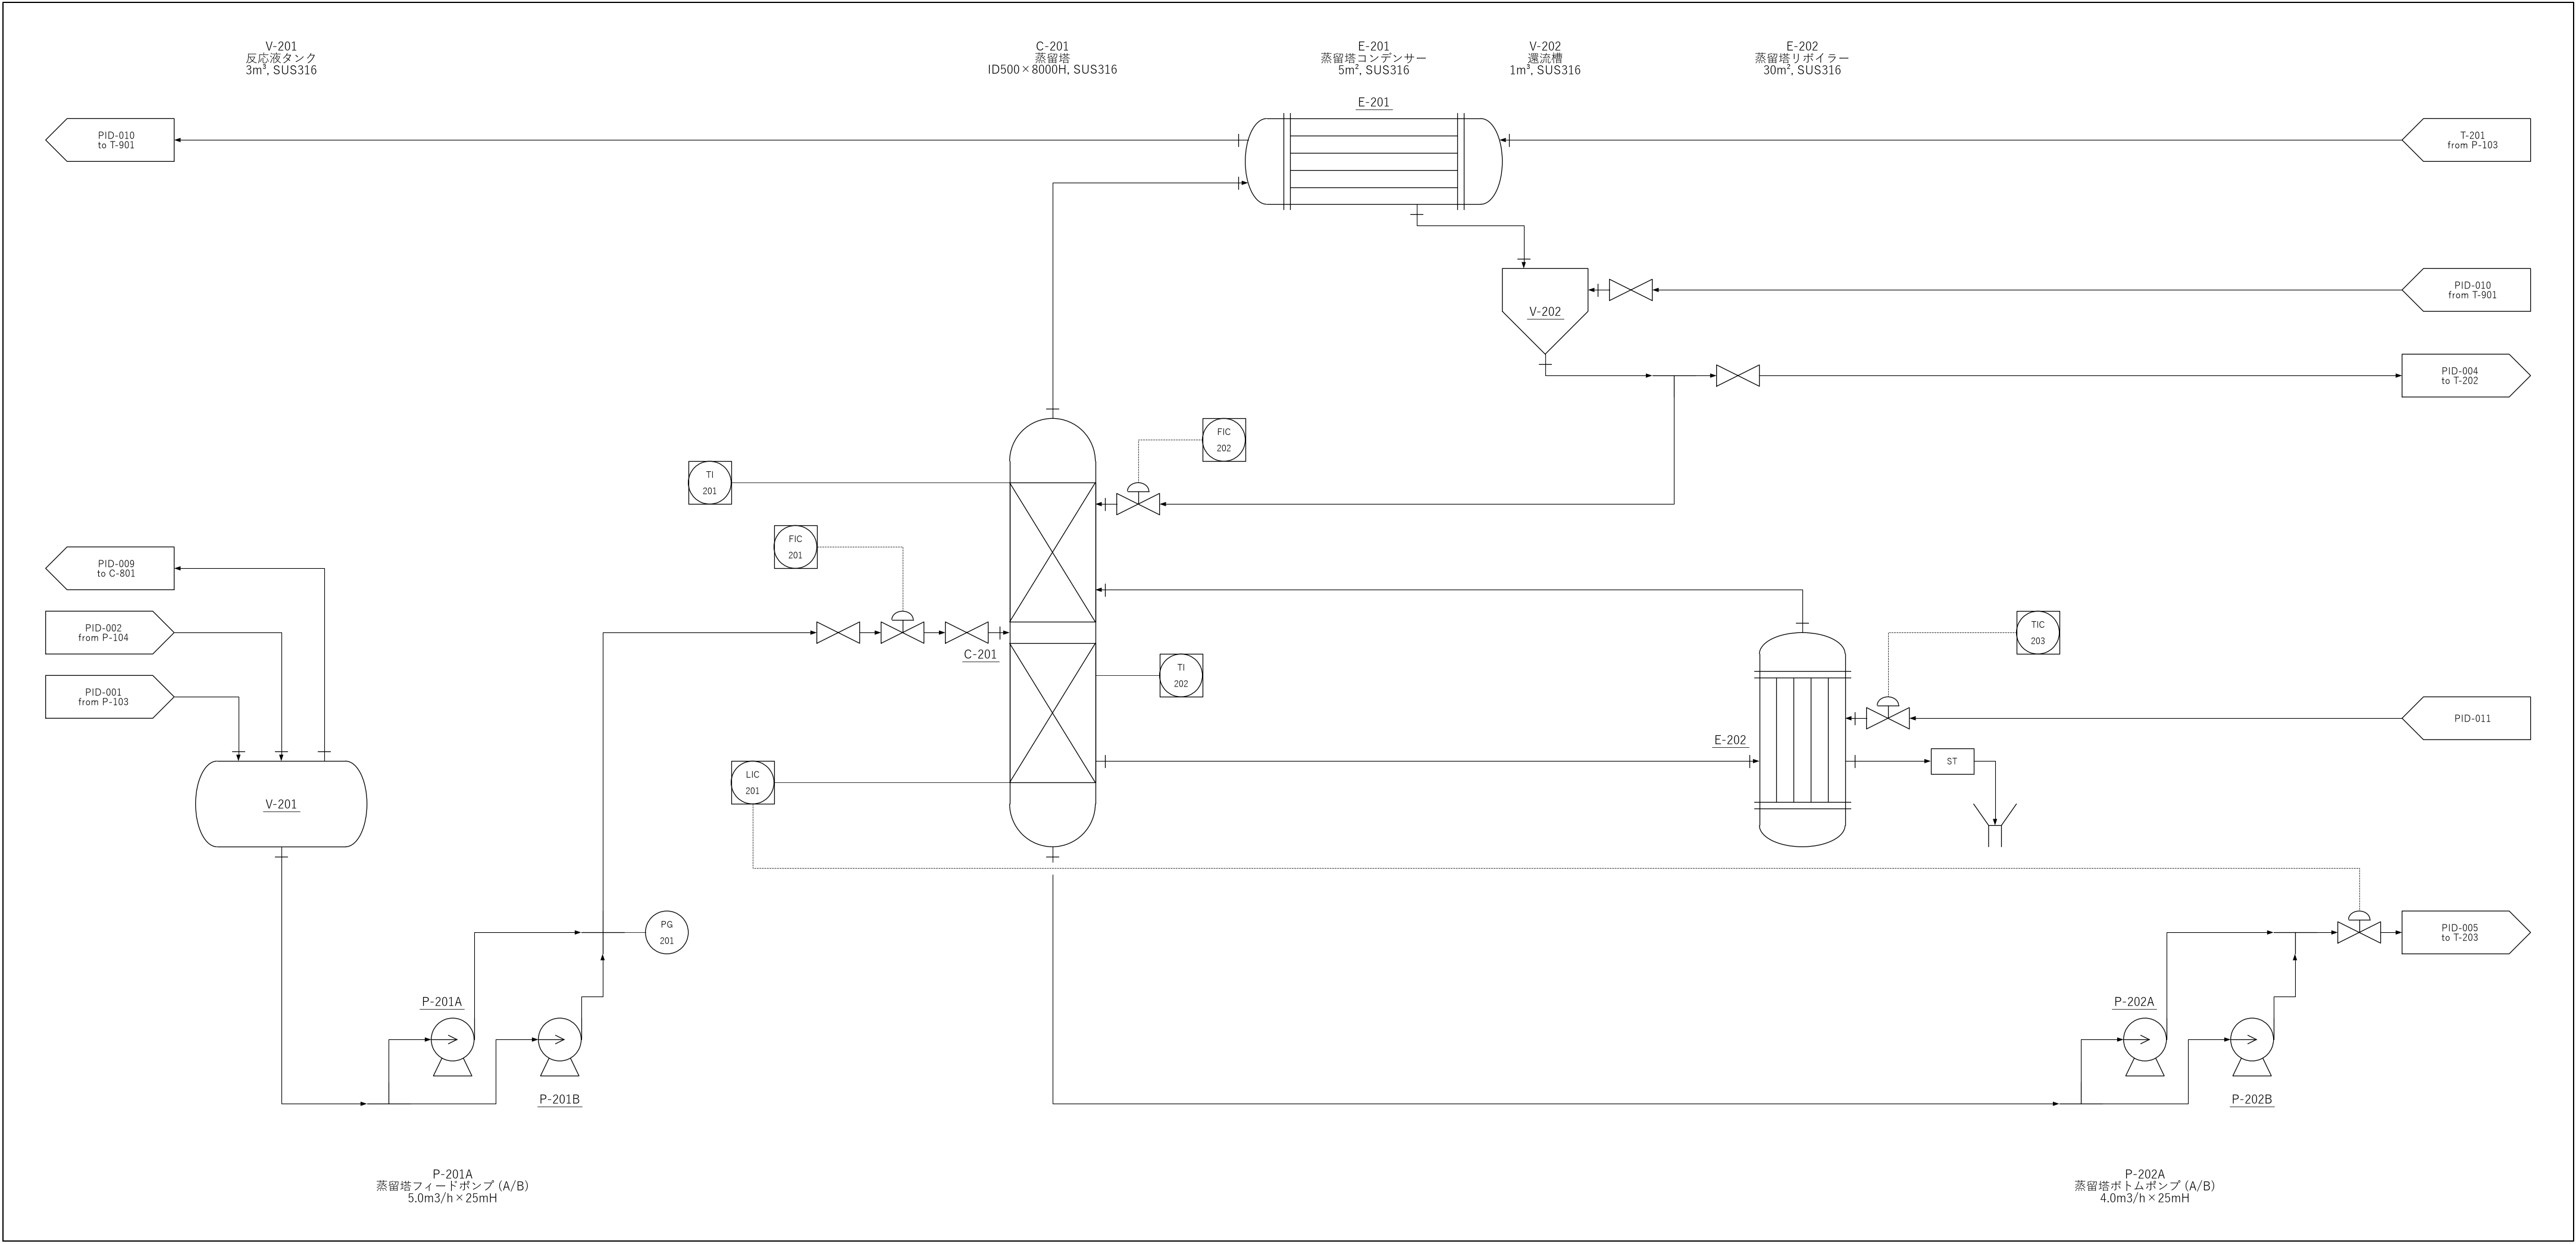 V-201
反応液タンク
3m³, SUS316
C-201
蒸留塔
ID500×8000H, SUS316
E-201
蒸留塔コンデンサー
5m², SUS316
V-202
還流槽
1m³, SUS316
E-202
蒸留塔リボイラー
30m², SUS316
E-201
PID-010
to T-901
T-201
from P-103
PID-010
from T-901
V-202
PID-004
to T-202
FIC
202
TI
201
FIC
201
PID-009
to C-801
PID-002
from P-104
PID-001
from P-103
C-201
TI
202
TIC
203
PID-011
E-202
ST
LIC
201
V-201
PG
201
PID-005
to T-203
P-201A
P-201B
P-202A
P-202B
P-201A
蒸留塔フィードポンプ (A/B)
5.0m3/h×25mH
P-202A
蒸留塔ボトムポンプ (A/B)
4.0m3/h×25mH